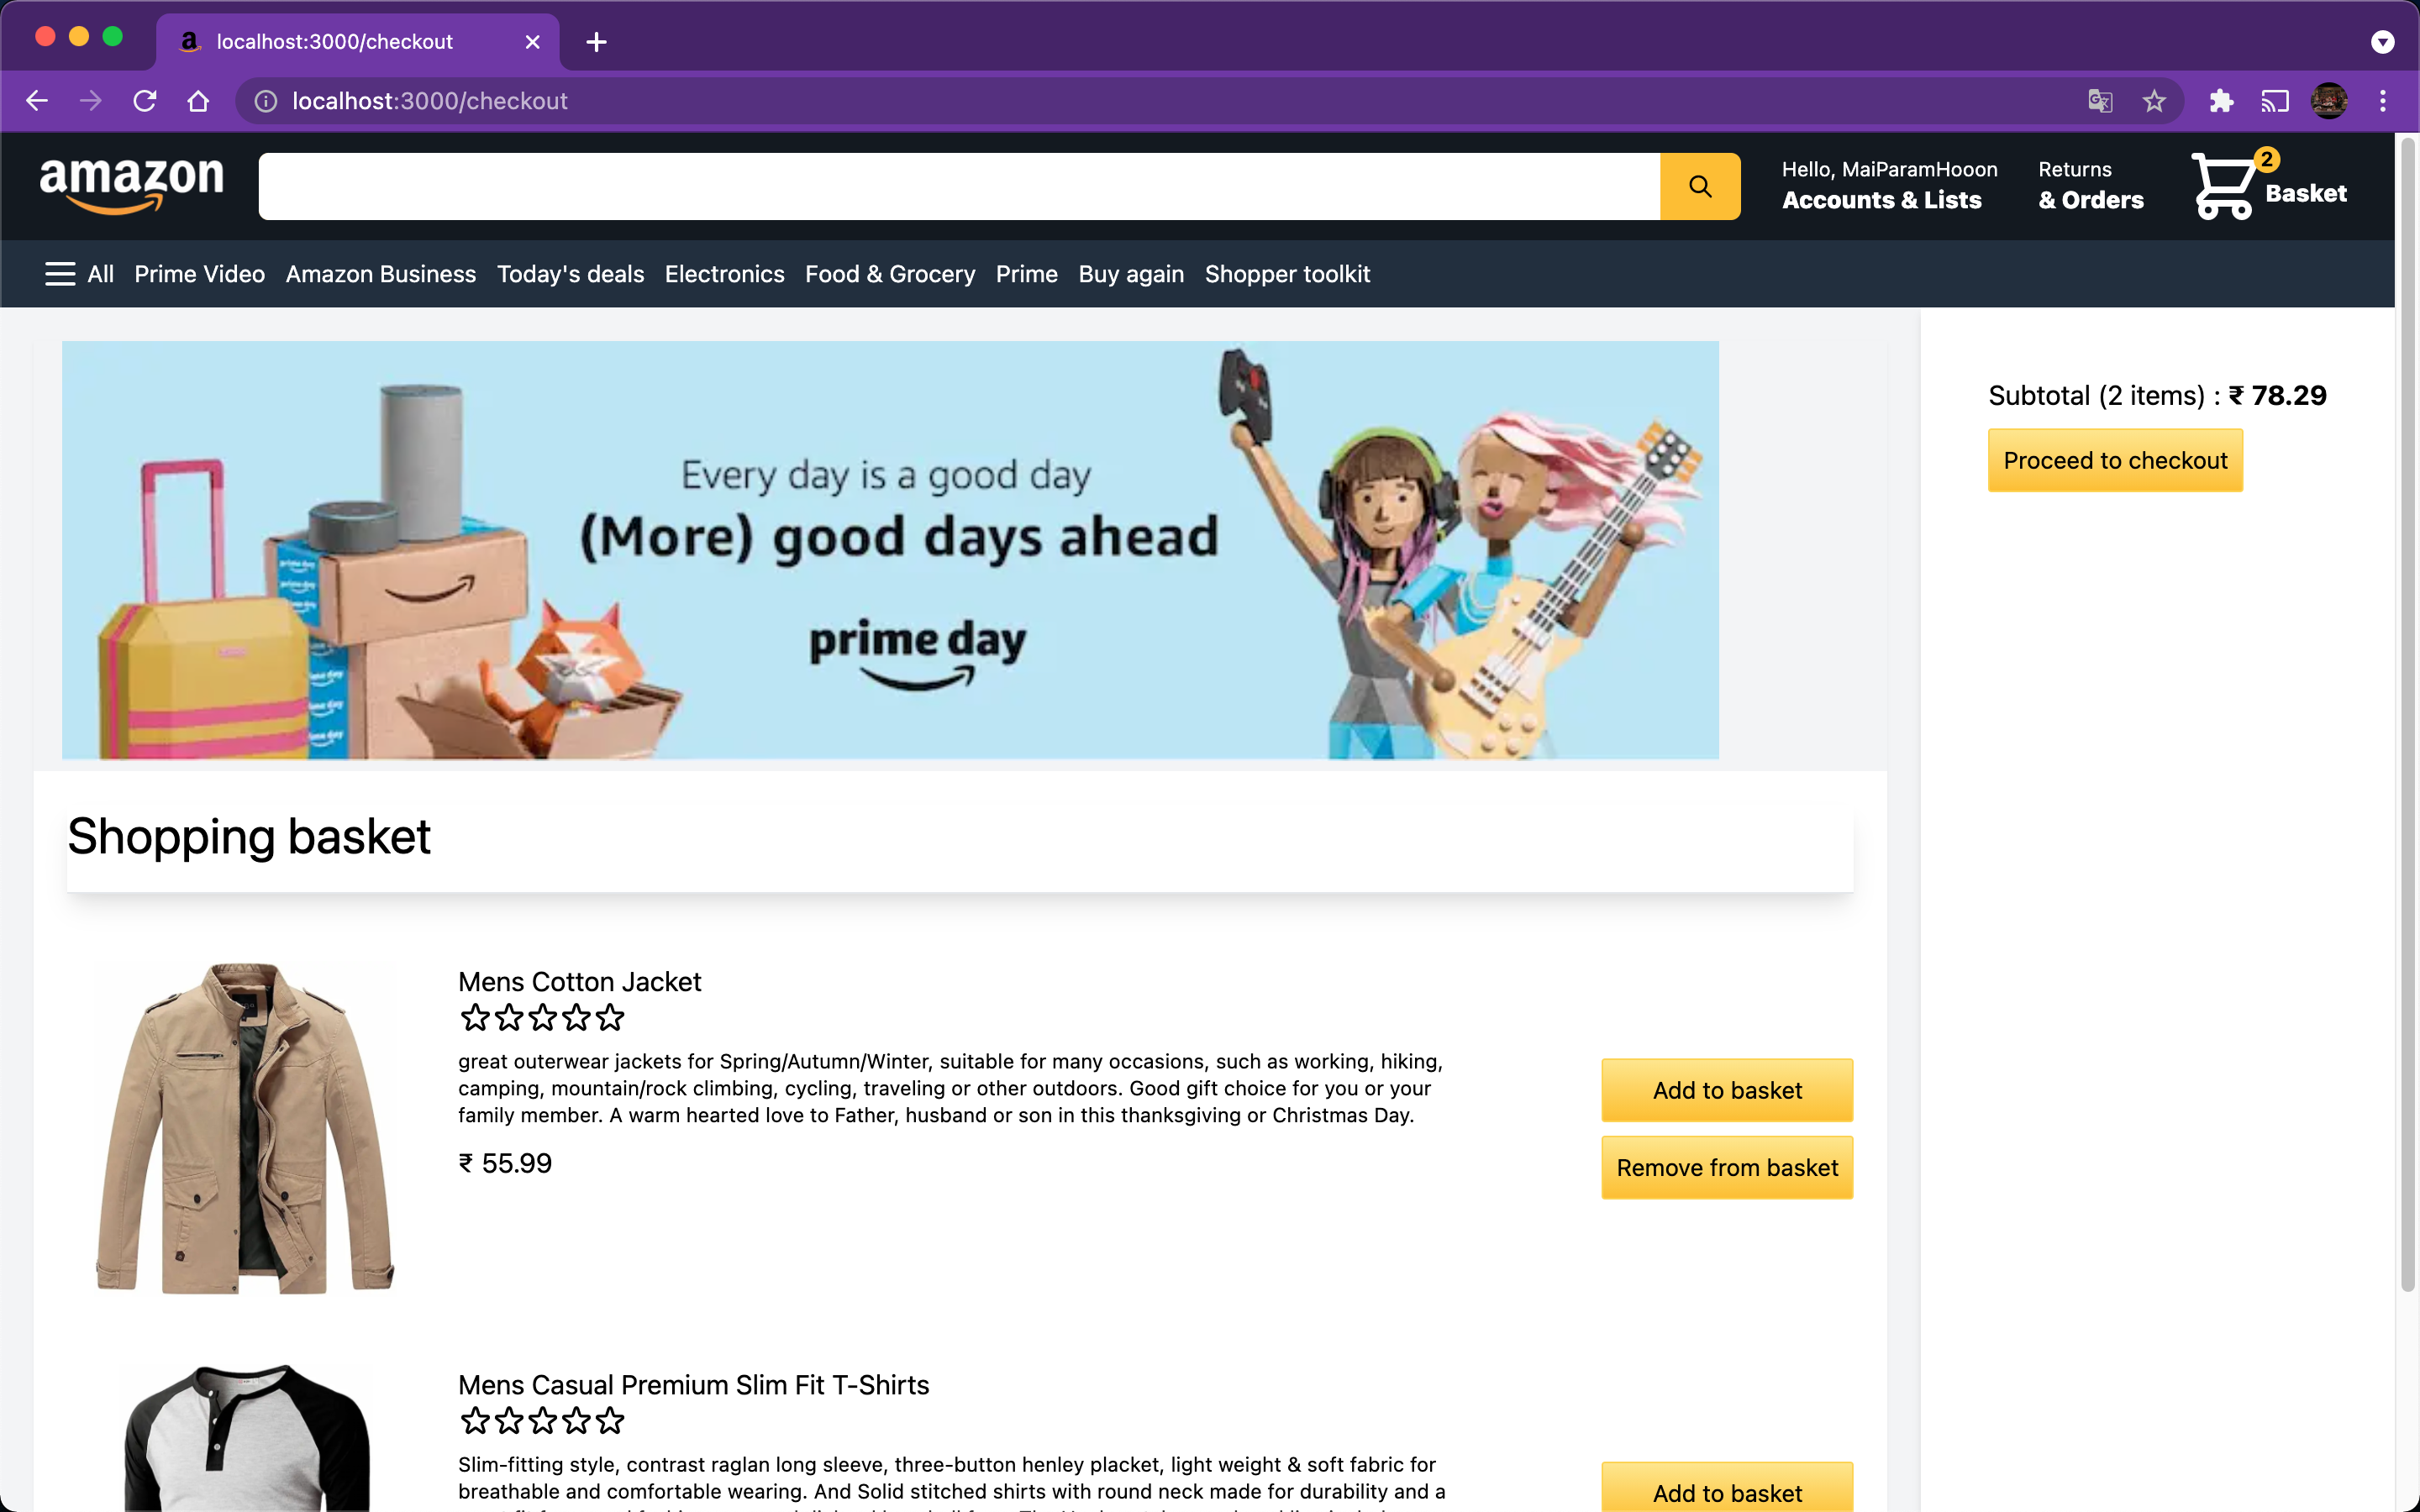 localhost:3000/checkout
localhost:3000/checkout
amazon
Hello, MaiParamHooon
Accounts & Lists
Returns
& Orders
2
Basket
All Prime Video Amazon Business Today's deals Electronics Food & Grocery Prime Buy again Shopper toolkit
Every day is a good day
(More) good days ahead
prime day
Subtotal (2 items) : ₹ 78.29
Proceed to checkout
Shopping basket
Mens Cotton Jacket
great outerwear jackets for Spring/Autumn/Winter, suitable for many occasions, such as working, hiking,
camping, mountain/rock climbing, cycling, traveling or other outdoors. Good gift choice for you or your
family member. A warm hearted love to Father, husband or son in this thanksgiving or Christmas Day.
₹ 55.99
Add to basket
Remove from basket
Mens Casual Premium Slim Fit T-Shirts
Slim-fitting style, contrast raglan long sleeve, three-button henley placket, light weight & soft fabric for
breathable and comfortable wearing. And Solid stitched shirts with round neck made for durability and a
Add to basket